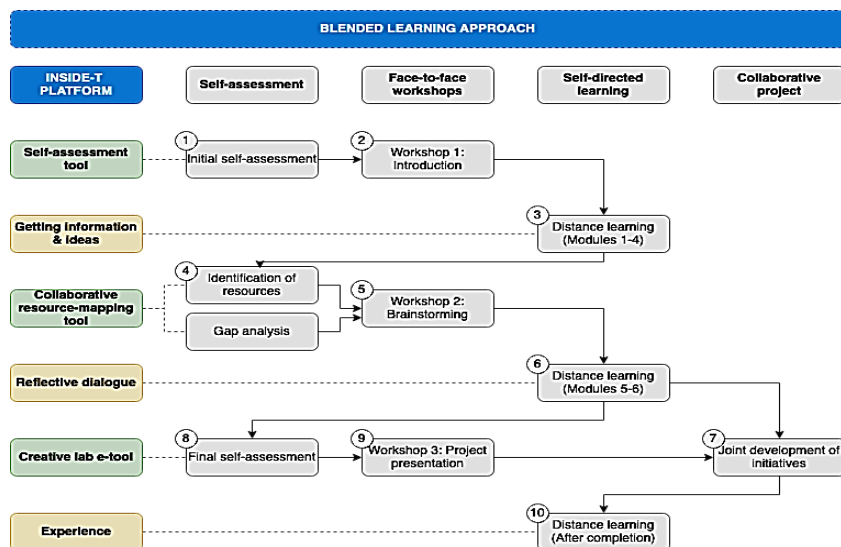 BLENDED LEARNING APPROACH
INSIDE-T
PLATFORM
Self-assessment
Face-to-face
workshops
Self-directed
learning
Collaborative
project
Self-assessment
tool
1
Initial self-assessment
2
Workshop 1:
Introduction
Getting information
& ideas
3
Distance learning
(Modules 1-4)
Collaborative
resource-mapping
tool
4
Identification of
resources
Gap analysis
5
Workshop 2:
Brainstorming
Reflective dialogue
6
Distance learning
(Modules 5-6)
Creative lab e-tool
8
Final self-assessment
9
Workshop 3: Project
presentation
7
Joint development of
initiatives
Experience
10
Distance learning
(After completion)